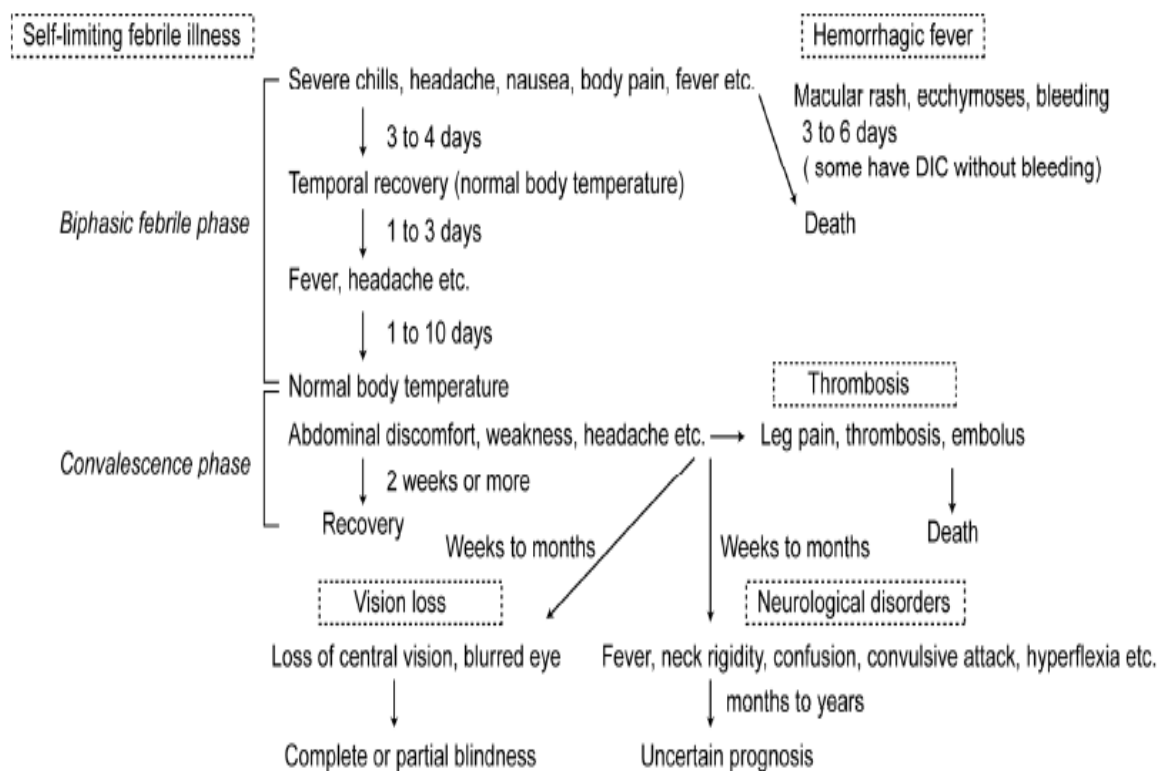 Self-limiting febrile illness
Hemorrhagic fever
Severe chills, headache, nausea, body pain, fever etc.
Macular rash, ecchymoses, bleeding
3 to 6 days
( some have DIC without bleeding)
Death
3 to 4 days
Temporal recovery (normal body temperature)
Biphasic febrile phase
1 to 3 days
Fever, headache etc.
1 to 10 days
Normal body temperature
Thrombosis
Abdominal discomfort, weakness, headache etc.
Leg pain, thrombosis, embolus
Convalescence phase
2 weeks or more
Recovery
Death
Weeks to months
Weeks to months
Vision loss
Neurological disorders
Loss of central vision, blurred eye
Fever, neck rigidity, confusion, convulsive attack, hyperflexia etc.
months to years
Complete or partial blindness
Uncertain prognosis